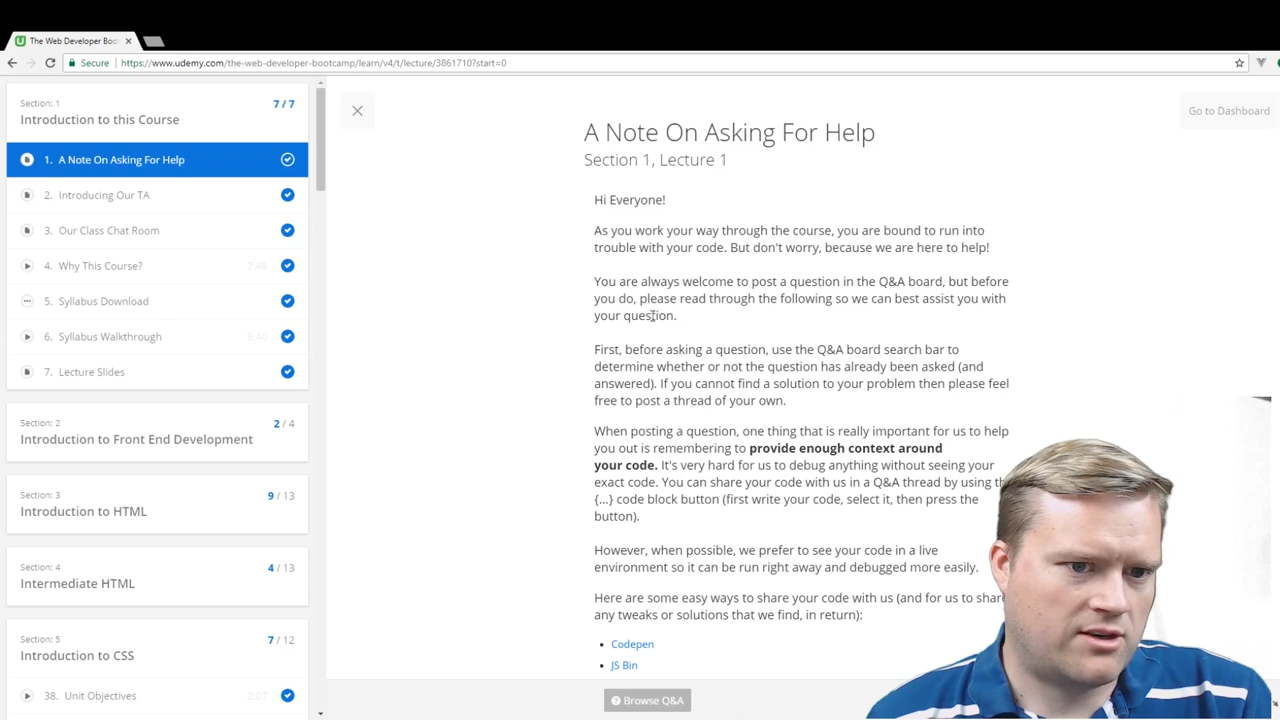 The Web Developer Boo
Secure
https://www.udemy.com/the-web-developer-bootcamp/learn/v4/t/lecture/3861710?start=0
Section: 1
7 / 7
Introduction to this Course
1. A Note On Asking For Help
2. Introducing Our TA
3. Our Class Chat Room
4. Why This Course?
7:48
5. Syllabus Download
6. Syllabus Walkthrough
9:40
7. Lecture Slides
Section: 2
2 / 4
Introduction to Front End Development
Section: 3
9 / 13
Introduction to HTML
Section: 4
4 / 13
Intermediate HTML
Section: 5
7 / 12
Introduction to CSS
38. Unit Objectives
2:07
Go to Dashboard
A Note On Asking For Help
Section 1, Lecture 1
Hi Everyone!
As you work your way through the course, you are bound to run into
trouble with your code. But don't worry, because we are here to help!
You are always welcome to post a question in the Q&A board, but before
you do, please read through the following so we can best assist you with
your question.
First, before asking a question, use the Q&A board search bar to
determine whether or not the question has already been asked (and
answered). If you cannot find a solution to your problem then please feel
free to post a thread of your own.
When posting a question, one thing that is really important for us to help
you out is remembering to provide enough context around
your code. It's very hard for us to debug anything without seeing your
exact code. You can share your code with us in a Q&A thread by using
{...} code block button (first write your code, select it, then press the
button).
However, when possible, we prefer to see your code in a live
environment so it can be run right away and debugged more easily.
Here are some easy ways to share your code with us (and for us to share
any tweaks or solutions that we find, in return):
• Codepen
• JS Bin
Browse Q&A